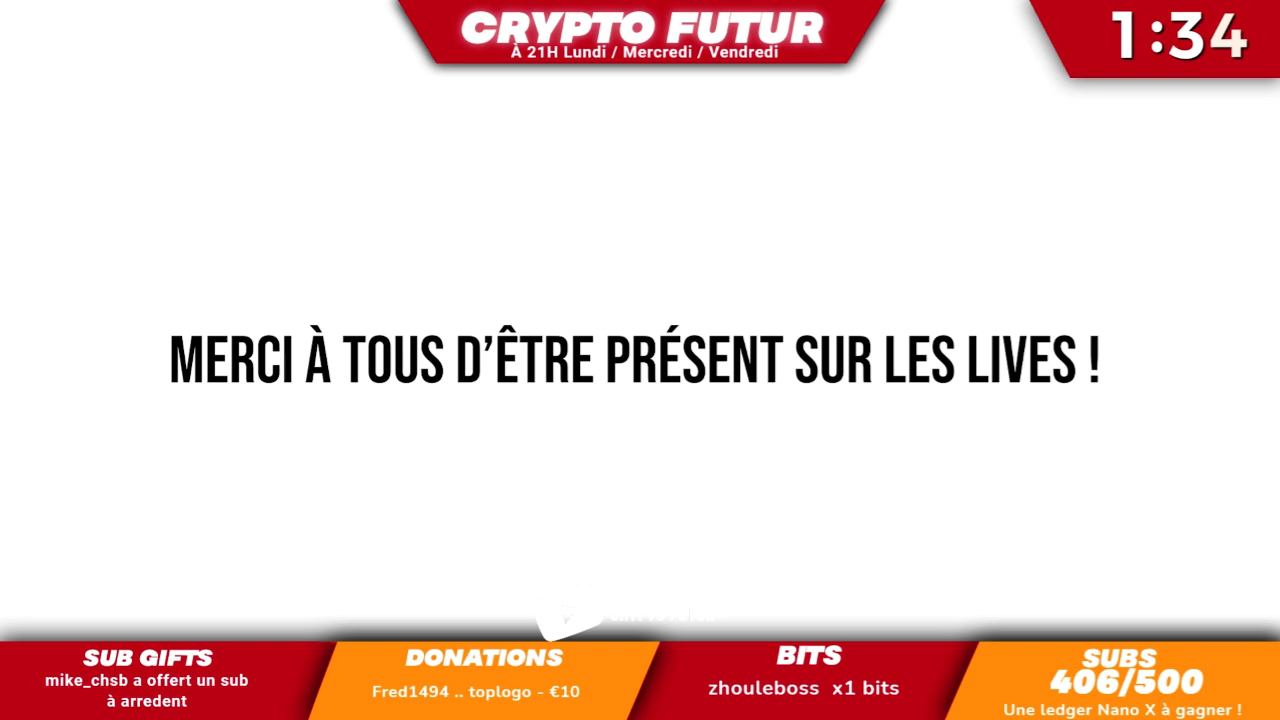 CRYPTO FUTUR
À 21H Lundi / Mercredi / Vendredi
1:34
MERCI À TOUS D’ÊTRE PRÉSENT SUR LES LIVES !
SUB GIFTS
mike_chsb a offert un sub
à arredent
DONATIONS
Fred1494 .. toplogo - €10
BITS
zhouleboss x1 bits
SUBS
406/500
Une ledger Nano X à gagner !